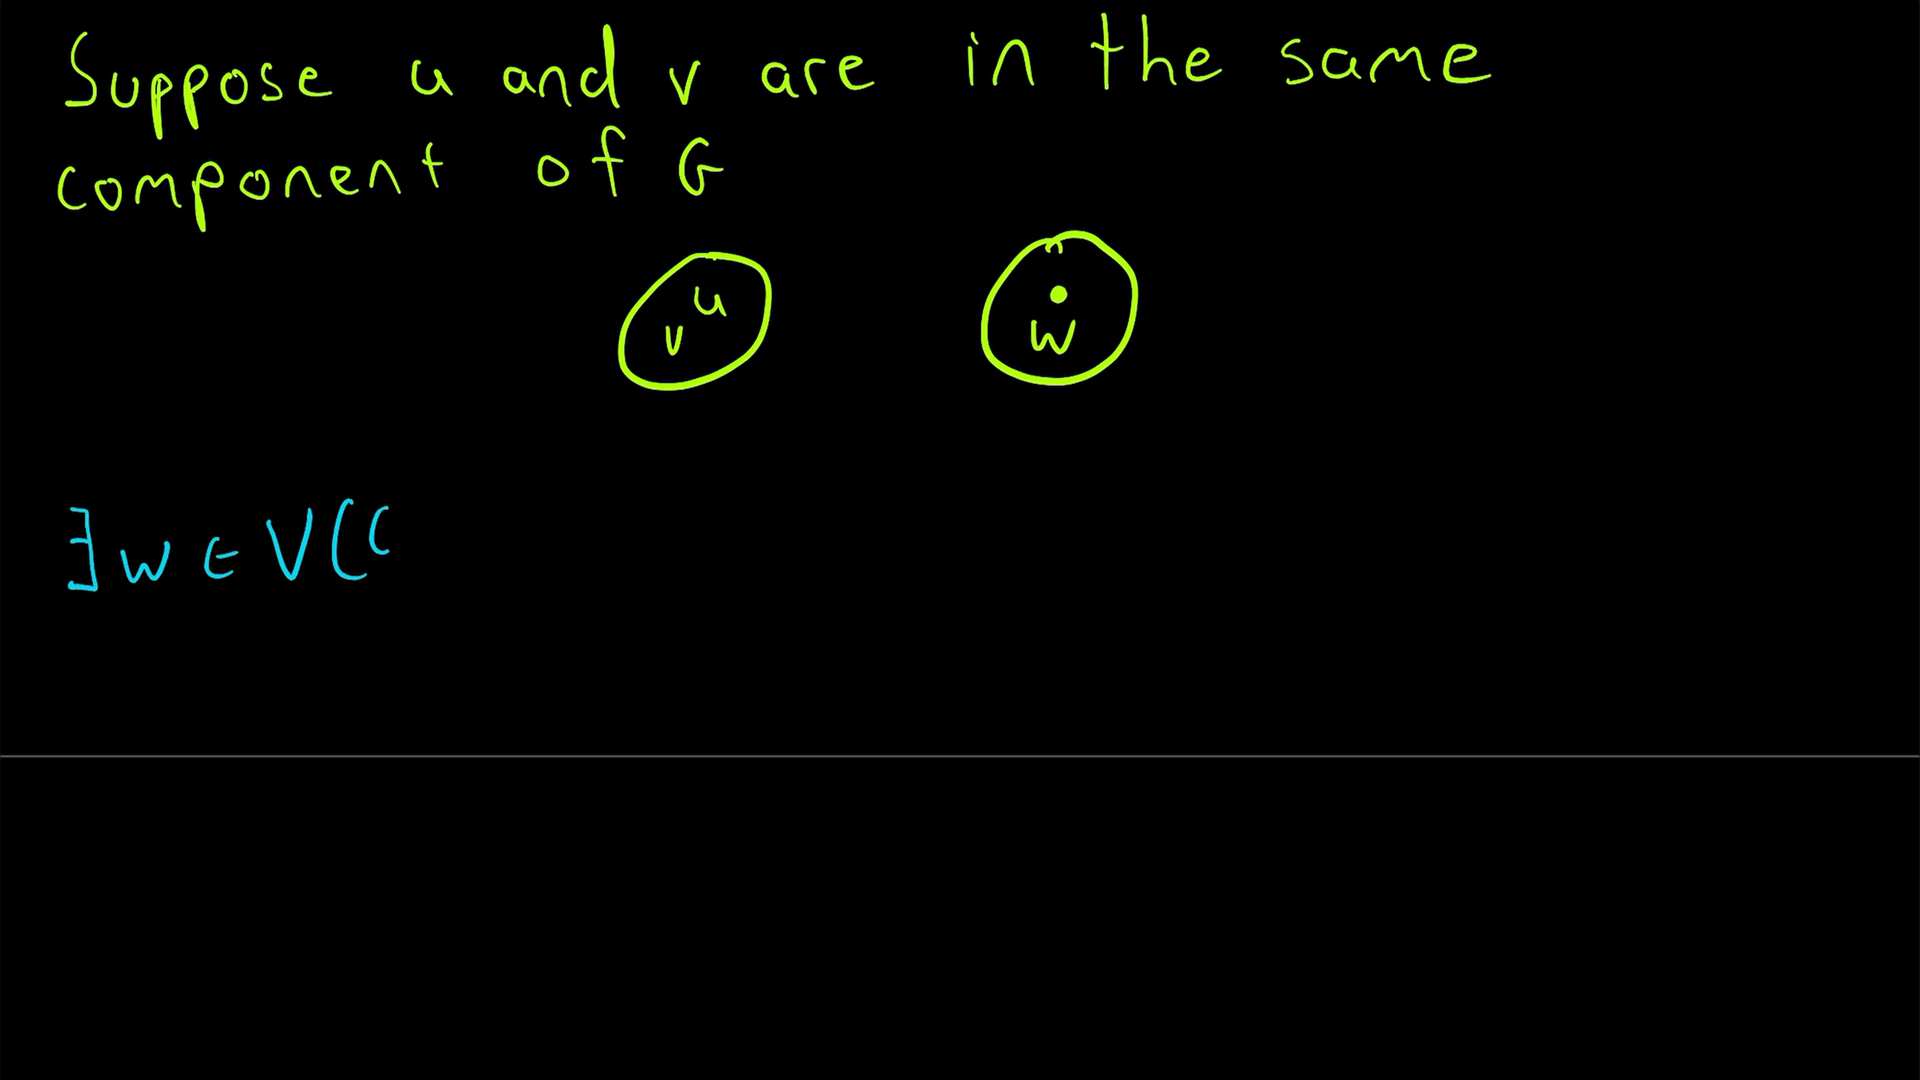 Suppose u and v are in the same
component of G
u
v
w
∃ w ∈ V(C